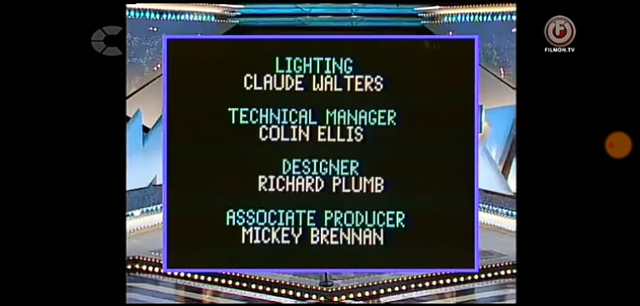 FILMON.TV
LIGHTING
CLAUDE WALTERS
TECHNICAL MANAGER
COLIN ELLIS
DESIGNER
RICHARD PLUMB
ASSOCIATE PRODUCER
MICKEY BRENNAN